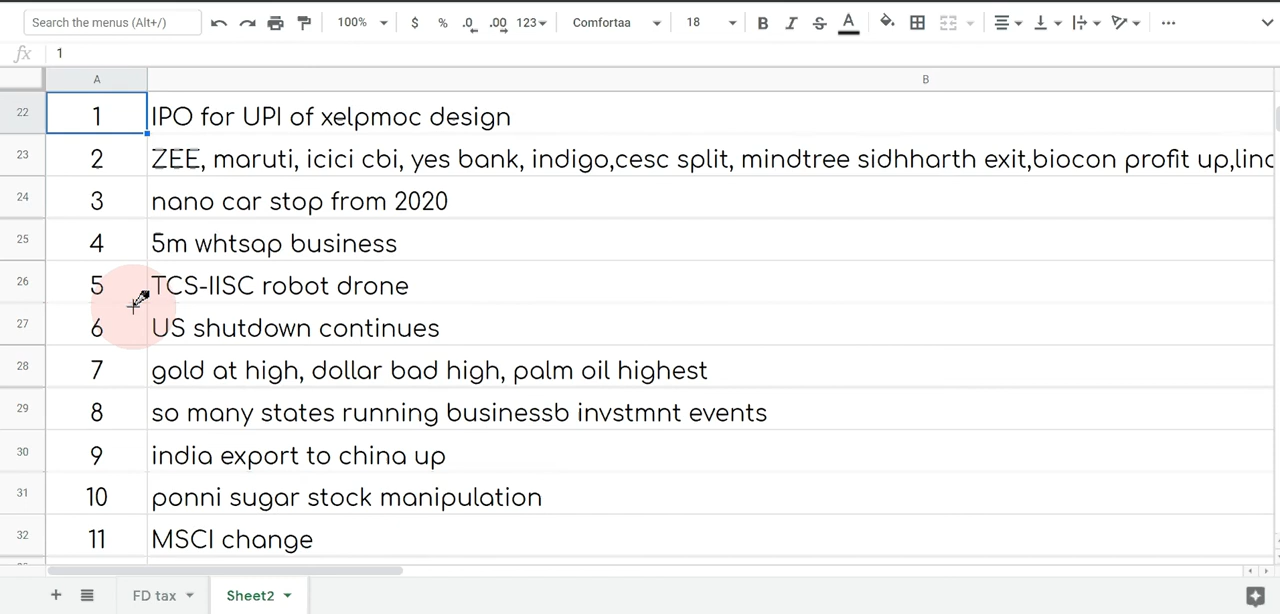 Search the menus (Alt+/) 100% $ % .0 .00 123 Comfortaa 18 B I S A
fx 1
A B
22 1 IPO for UPI of xelpmoc design
23 2 ZEE, maruti, icici cbi, yes bank, indigo,cesc split, mindtree sidhharth exit,biocon profit up,linc
24 3 nano car stop from 2020
25 4 5m whtsap business
26 5 TCS-IISC robot drone
27 6 US shutdown continues
28 7 gold at high, dollar bad high, palm oil highest
29 8 so many states running businessb invstmnt events
30 9 india export to china up
31 10 ponni sugar stock manipulation
32 11 MSCI change
FD tax Sheet2